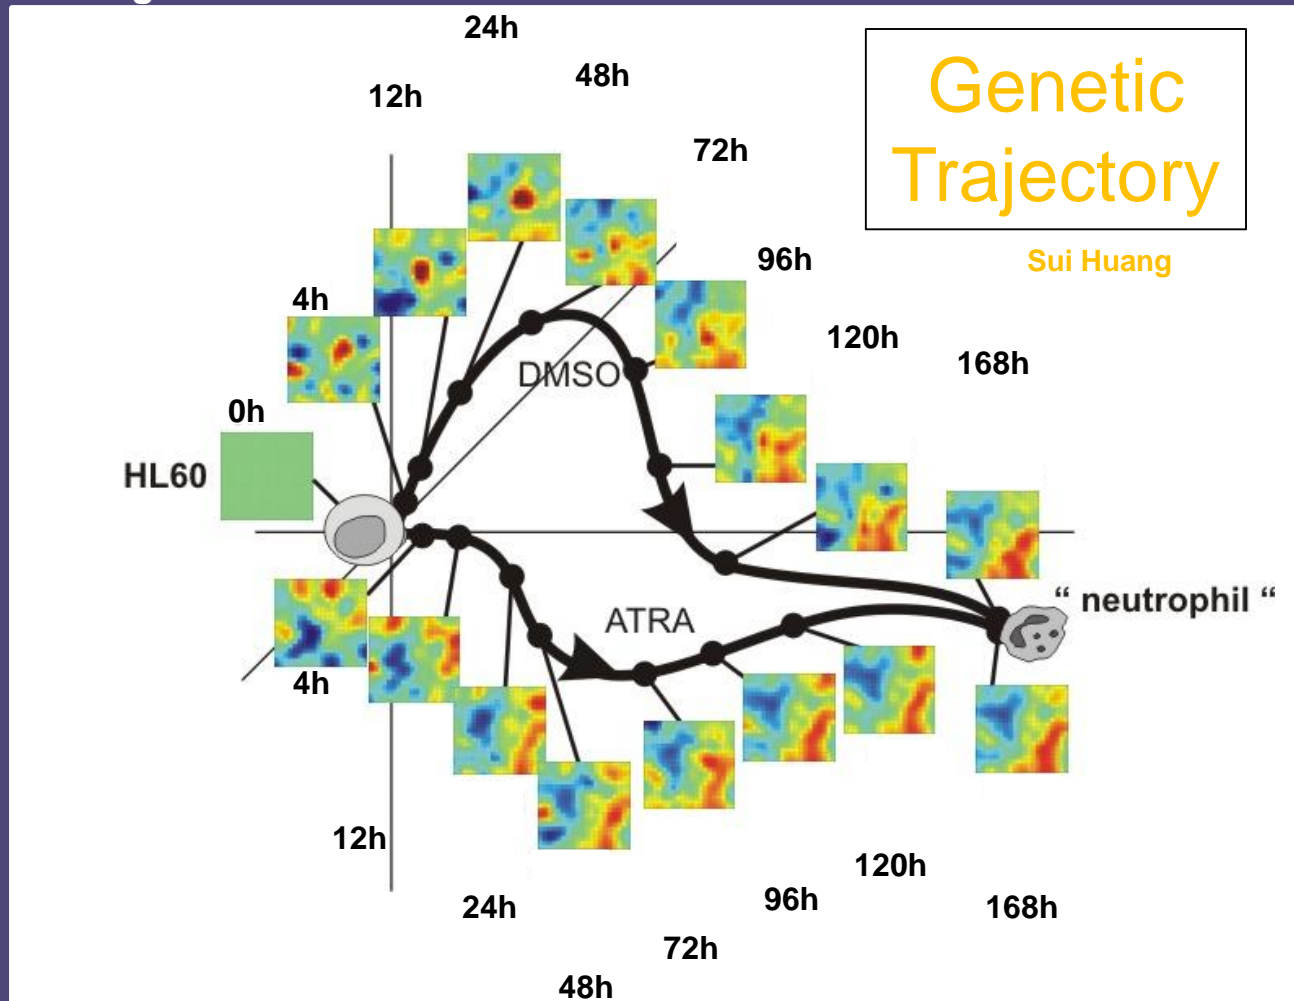 24h
48h
12h
72h
Genetic
Trajectory
Sui Huang
96h
4h
120h
168h
DMSO
0h
HL60
“ neutrophil “
ATRA
4h
12h
120h
96h
24h
168h
72h
48h